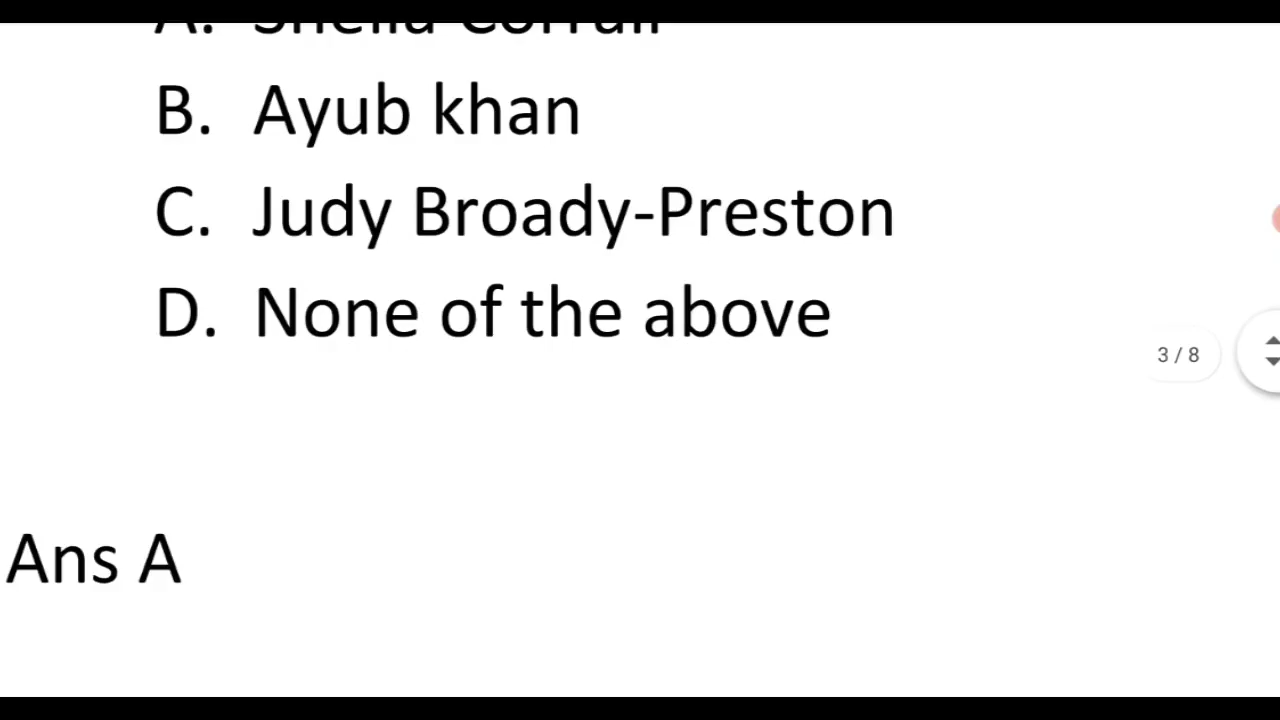 A. Sheila Corrall
B. Ayub khan
C. Judy Broady-Preston
D. None of the above
3 / 8
Ans A